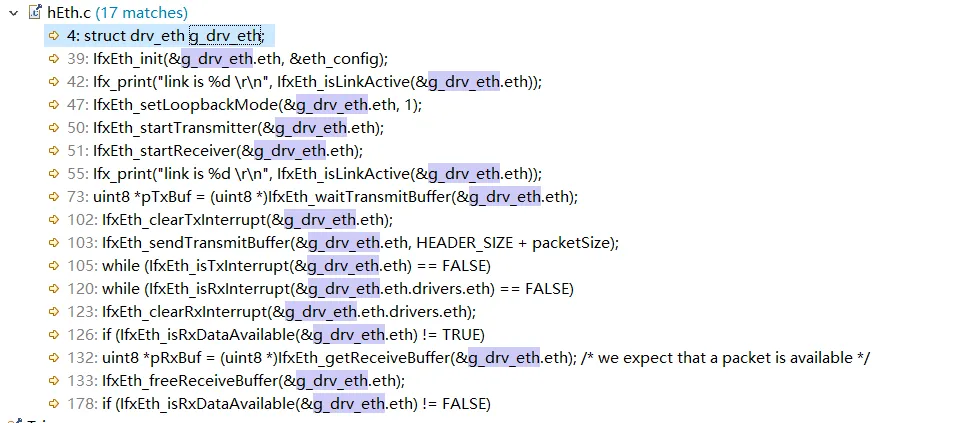 hEth.c (17 matches)
4: struct drv_eth g_drv_eth;
39: IfxEth_init(&g_drv_eth.eth, &eth_config);
42: Ifx_print("link is %d \r\n", IfxEth_isLinkActive(&g_drv_eth.eth));
47: IfxEth_setLoopbackMode(&g_drv_eth.eth, 1);
50: IfxEth_startTransmitter(&g_drv_eth.eth);
51: IfxEth_startReceiver(&g_drv_eth.eth);
55: Ifx_print("link is %d \r\n", IfxEth_isLinkActive(&g_drv_eth.eth));
73: uint8 *pTxBuf = (uint8 *)IfxEth_waitTransmitBuffer(&g_drv_eth.eth);
102: IfxEth_clearTxInterrupt(&g_drv_eth.eth);
103: IfxEth_sendTransmitBuffer(&g_drv_eth.eth, HEADER_SIZE + packetSize);
105: while (IfxEth_isTxInterrupt(&g_drv_eth.eth) == FALSE)
120: while (IfxEth_isRxInterrupt(&g_drv_eth.eth.drivers.eth) == FALSE)
123: IfxEth_clearRxInterrupt(&g_drv_eth.eth.drivers.eth);
126: if (IfxEth_isRxDataAvailable(&g_drv_eth.eth) != TRUE)
132: uint8 *pRxBuf = (uint8 *)IfxEth_getReceiveBuffer(&g_drv_eth.eth); /* we expect that a packet is available */
133: IfxEth_freeReceiveBuffer(&g_drv_eth.eth);
178: if (IfxEth_isRxDataAvailable(&g_drv_eth.eth) != FALSE)